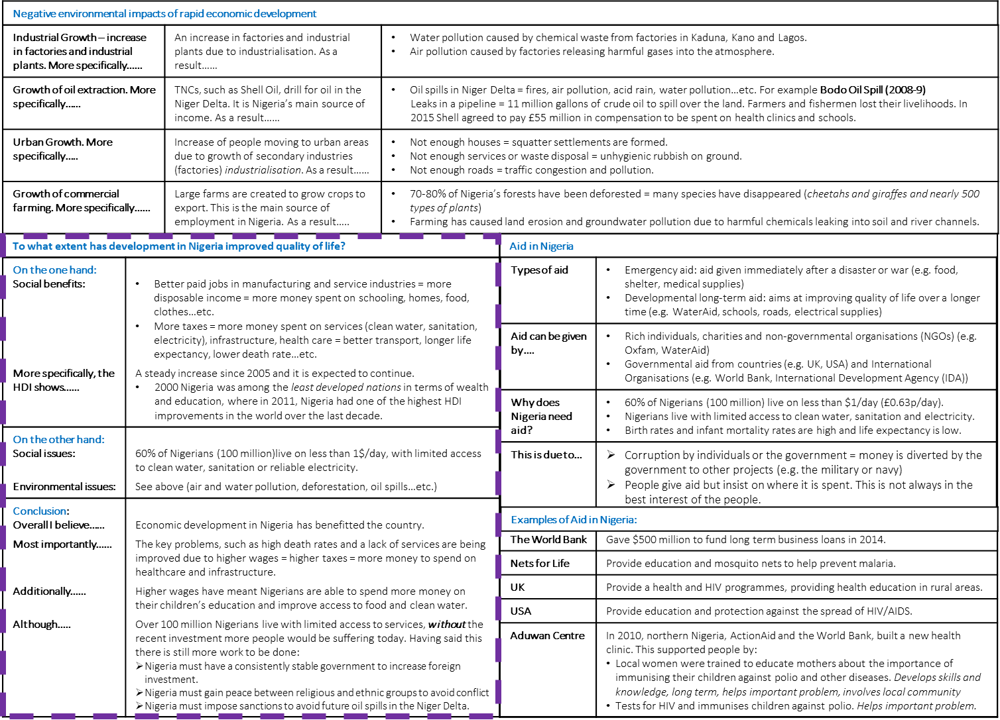 Negative environmental impacts of rapid economic development
Industrial Growth – increase
in factories and industrial
plants. More specifically......
An increase in factories and industrial
plants due to industrialisation. As a
result......
• Water pollution caused by chemical waste from factories in Kaduna, Kano and Lagos.
• Air pollution caused by factories releasing harmful gases into the atmosphere.
Growth of oil extraction. More
specifically......
TNCs, such as Shell Oil, drill for oil in the
Niger Delta. It is Nigeria's main source of
income. As a result......
• Oil spills in Niger Delta = fires, air pollution, acid rain, water pollution...etc. For example Bodo Oil Spill (2008-9)
Leaks in a pipeline = 11 million gallons of crude oil to spill over the land. Farmers and fishermen lost their livelihoods. In
2015 Shell agreed to pay £55 million in compensation to be spent on health clinics and schools.
Urban Growth. More
specifically.....
Increase of people moving to urban areas
due to growth of secondary industries
(factories) industrialisation. As a result......
• Not enough houses = squatter settlements are formed.
• Not enough services or waste disposal = unhygienic rubbish on ground.
• Not enough roads = traffic congestion and pollution.
Growth of commercial
farming. More specifically......
Large farms are created to grow crops to
export. This is the main source of
employment in Nigeria. As a result.....
• 70-80% of Nigeria's forests have been deforested = many species have disappeared (cheetahs and giraffes and nearly 500
types of plants)
• Farming has caused land erosion and groundwater pollution due to harmful chemicals leaking into soil and river channels.
To what extent has development in Nigeria improved quality of life?
On the one hand:
Social benefits:
• Better paid jobs in manufacturing and service industries = more
disposable income = more money spent on schooling, homes, food,
clothes...etc.
• More taxes = more money spent on services (clean water, sanitation,
electricity), infrastructure, health care = better transport, longer life
expectancy, lower death rate...etc.
More specifically, the
HDI shows......
A steady increase since 2005 and it is expected to continue.
• 2000 Nigeria was among the least developed nations in terms of wealth
and education, where in 2011, Nigeria had one of the highest HDI
improvements in the world over the last decade.
On the other hand:
Social issues:
60% of Nigerians (100 million)live on less than 1$/day, with limited access
to clean water, sanitation or reliable electricity.
Environmental issues:
See above (air and water pollution, deforestation, oil spills...etc.)
Conclusion:
Overall I believe......
Economic development in Nigeria has benefitted the country.
Most importantly......
The key problems, such as high death rates and a lack of services are being
improved due to higher wages = higher taxes = more money to spend on
healthcare and infrastructure.
Additionally......
Higher wages have meant Nigerians are able to spend more money on
their children's education and improve access to food and clean water.
Although.....
Over 100 million Nigerians live with limited access to services, without the
recent investment more people would be suffering today. Having said this
there is still more work to be done:
➢ Nigeria must have a consistently stable government to increase foreign
investment.
➢ Nigeria must gain peace between religious and ethnic groups to avoid conflict
➢ Nigeria must impose sanctions to avoid future oil spills in the Niger Delta.
Aid in Nigeria
Types of aid
• Emergency aid: aid given immediately after a disaster or war (e.g. food,
shelter, medical supplies)
• Developmental long-term aid: aims at improving quality of life over a longer
time (e.g. WaterAid, schools, roads, electrical supplies)
Aid can be given
by....
• Rich individuals, charities and non-governmental organisations (NGOs) (e.g.
Oxfam, WaterAid)
• Governmental aid from countries (e.g. UK, USA) and International
Organisations (e.g. World Bank, International Development Agency (IDA))
Why does
Nigeria need
aid?
• 60% of Nigerians (100 million) live on less than $1/day (£0.63p/day).
• Nigerians live with limited access to clean water, sanitation and electricity.
• Birth rates and infant mortality rates are high and life expectancy is low.
This is due to...
➢ Corruption by individuals or the government = money is diverted by the
government to other projects (e.g. the military or navy)
➢ People give aid but insist on where it is spent. This is not always in the
best interest of the people.
Examples of Aid in Nigeria:
The World Bank
Gave $500 million to fund long term business loans in 2014.
Nets for Life
Provide education and mosquito nets to help prevent malaria.
UK
Provide a health and HIV programmes, providing health education in rural areas.
USA
Provide education and protection against the spread of HIV/AIDS.
Aduwan Centre
In 2010, northern Nigeria, ActionAid and the World Bank, built a new health
clinic. This supported people by:
• Local women were trained to educate mothers about the importance of
immunising their children against polio and other diseases. Develops skills and
knowledge, long term, helps important problem, involves local community
• Tests for HIV and immunises children against polio. Helps important problem.